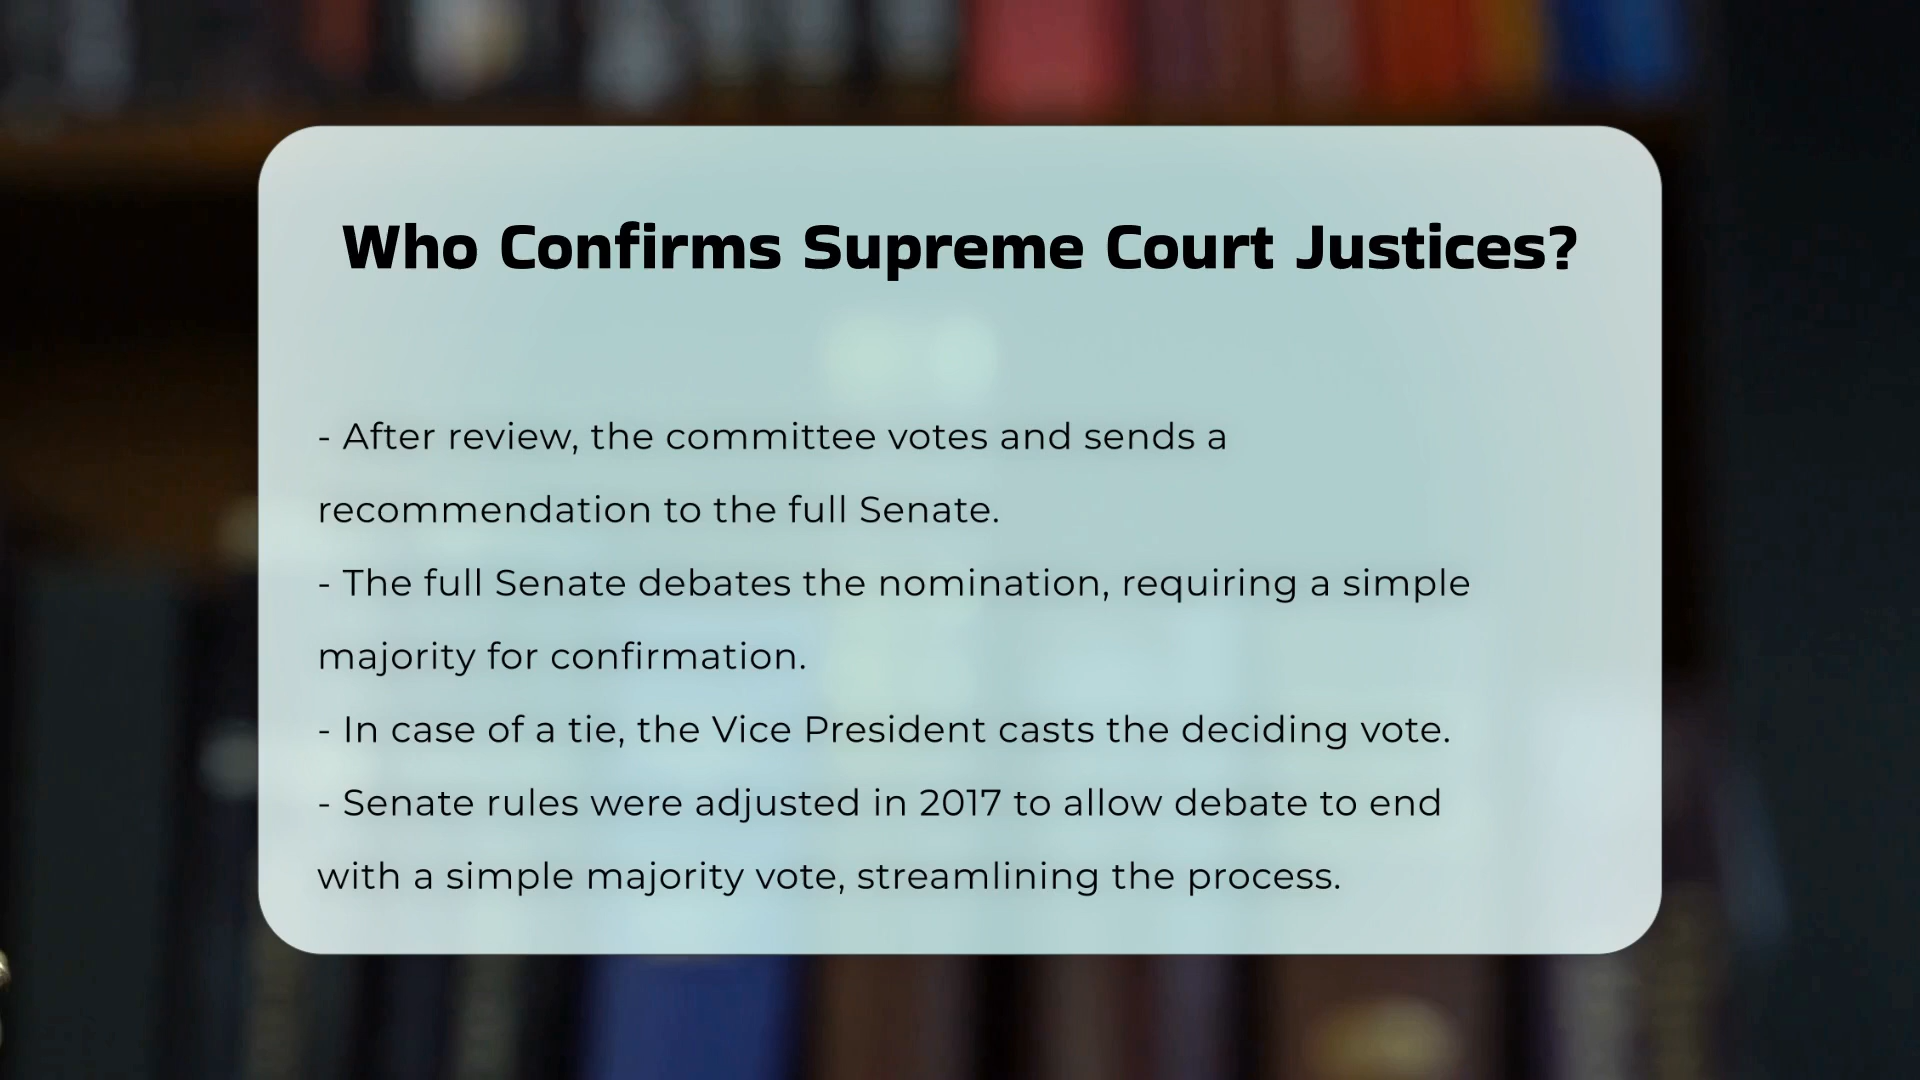 Who Confirms Supreme Court Justices?
- After review, the committee votes and sends a
recommendation to the full Senate.
- The full Senate debates the nomination, requiring a simple
majority for confirmation.
- In case of a tie, the Vice President casts the deciding vote.
- Senate rules were adjusted in 2017 to allow debate to end
with a simple majority vote, streamlining the process.